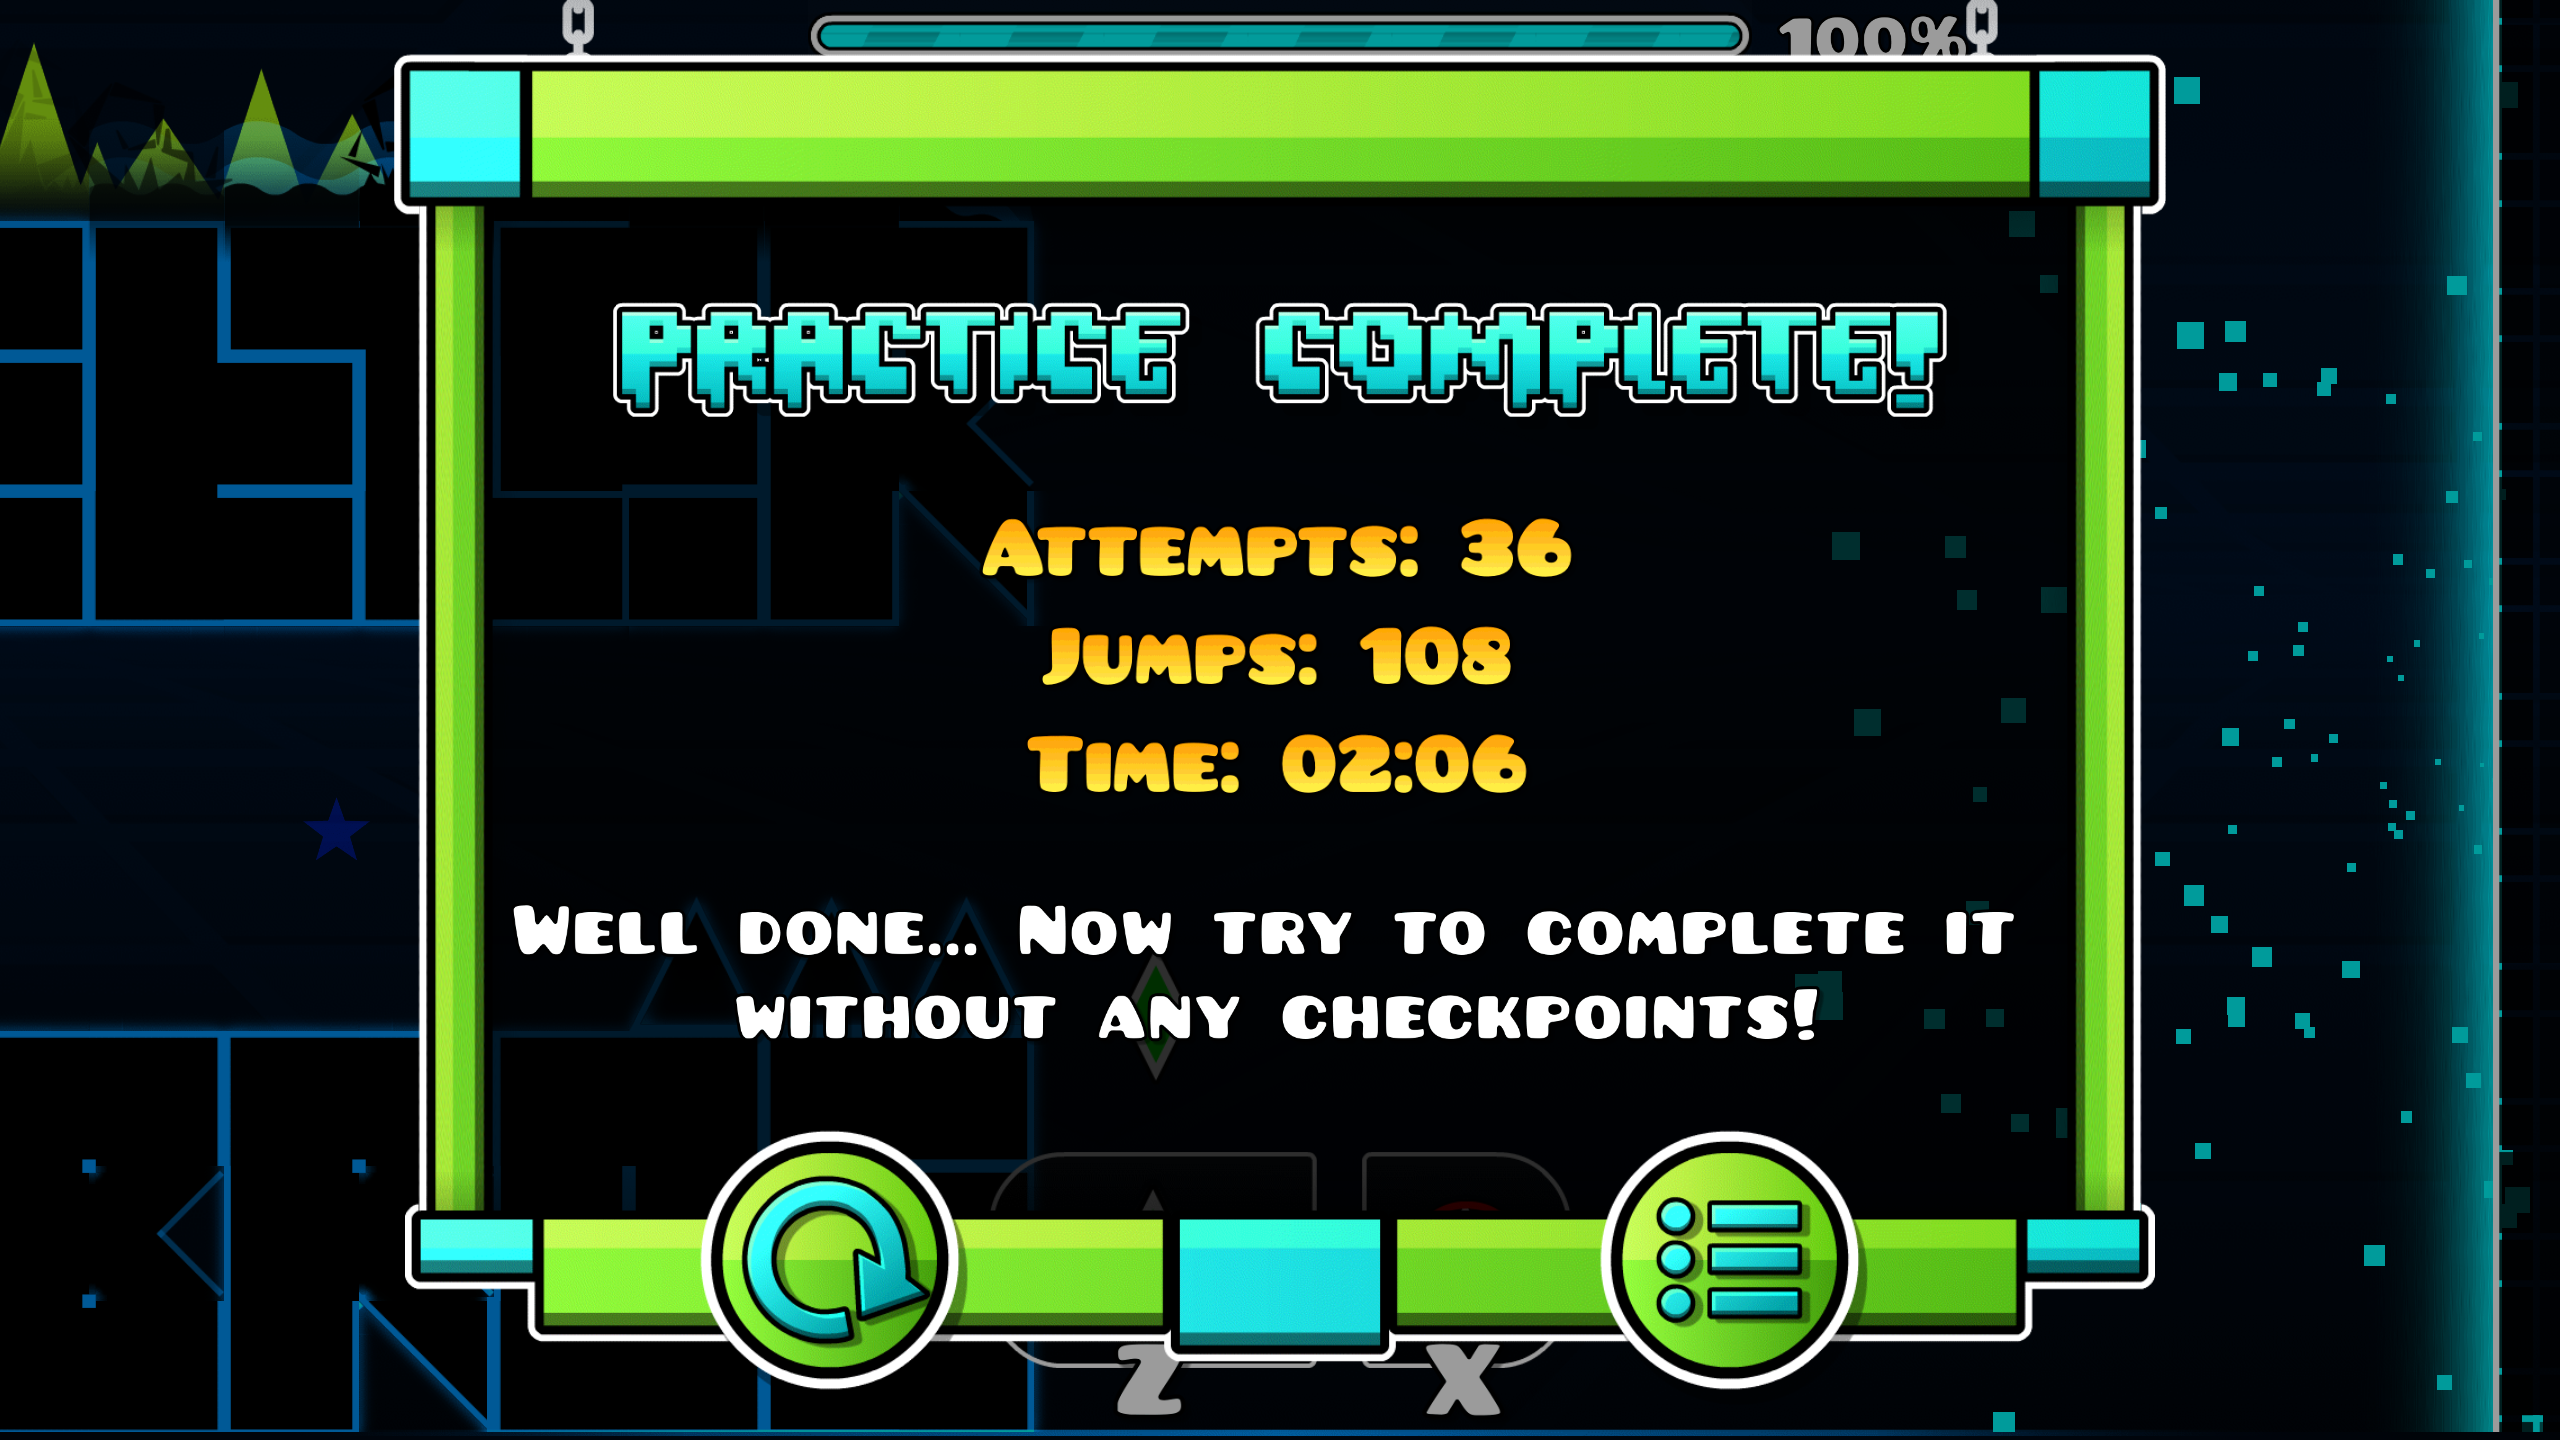 100%
PRACTICE COMPLETE!
ATTEMPTS: 36
JUMPS: 108
TIME: 02:06
WELL DONE... NOW TRY TO COMPLETE IT
WITHOUT ANY CHECKPOINTS!
Z X